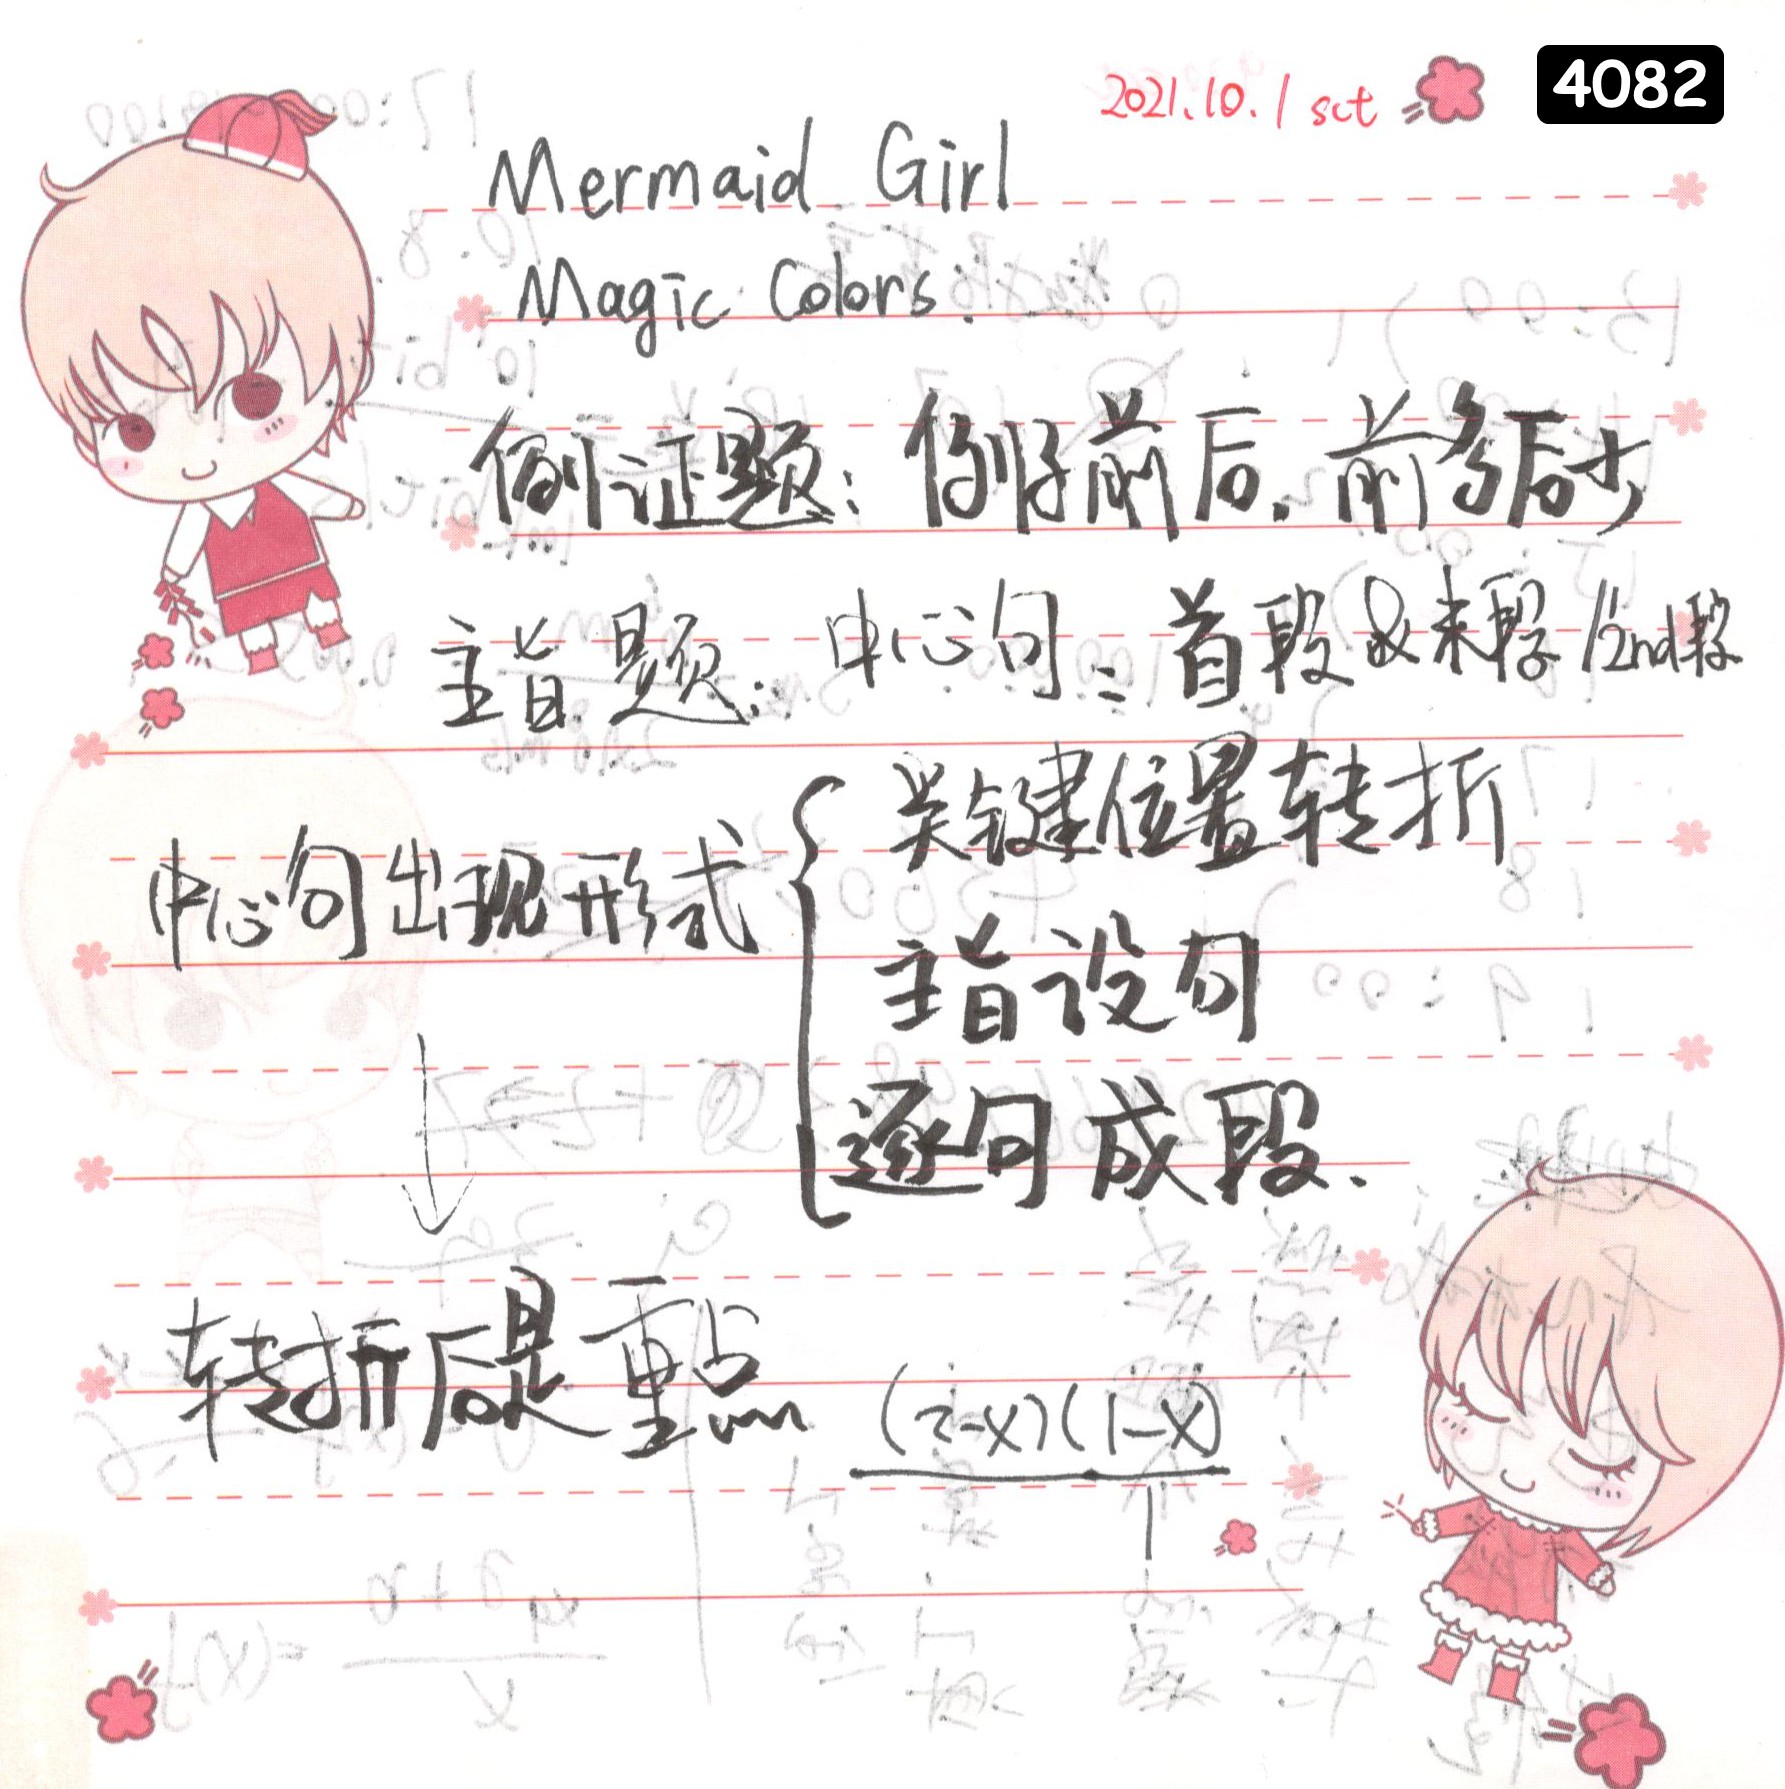 2021.10.1 sct
4082
Mermaid Girl
Magic Colors.
例证题：例子前后，前多后少
主旨题：中心句：首段&末段/2nd段
中心句出现形式
关键位置转折
主旨设句
逐句成段.
转折后是重点
(2-x)(1-x)